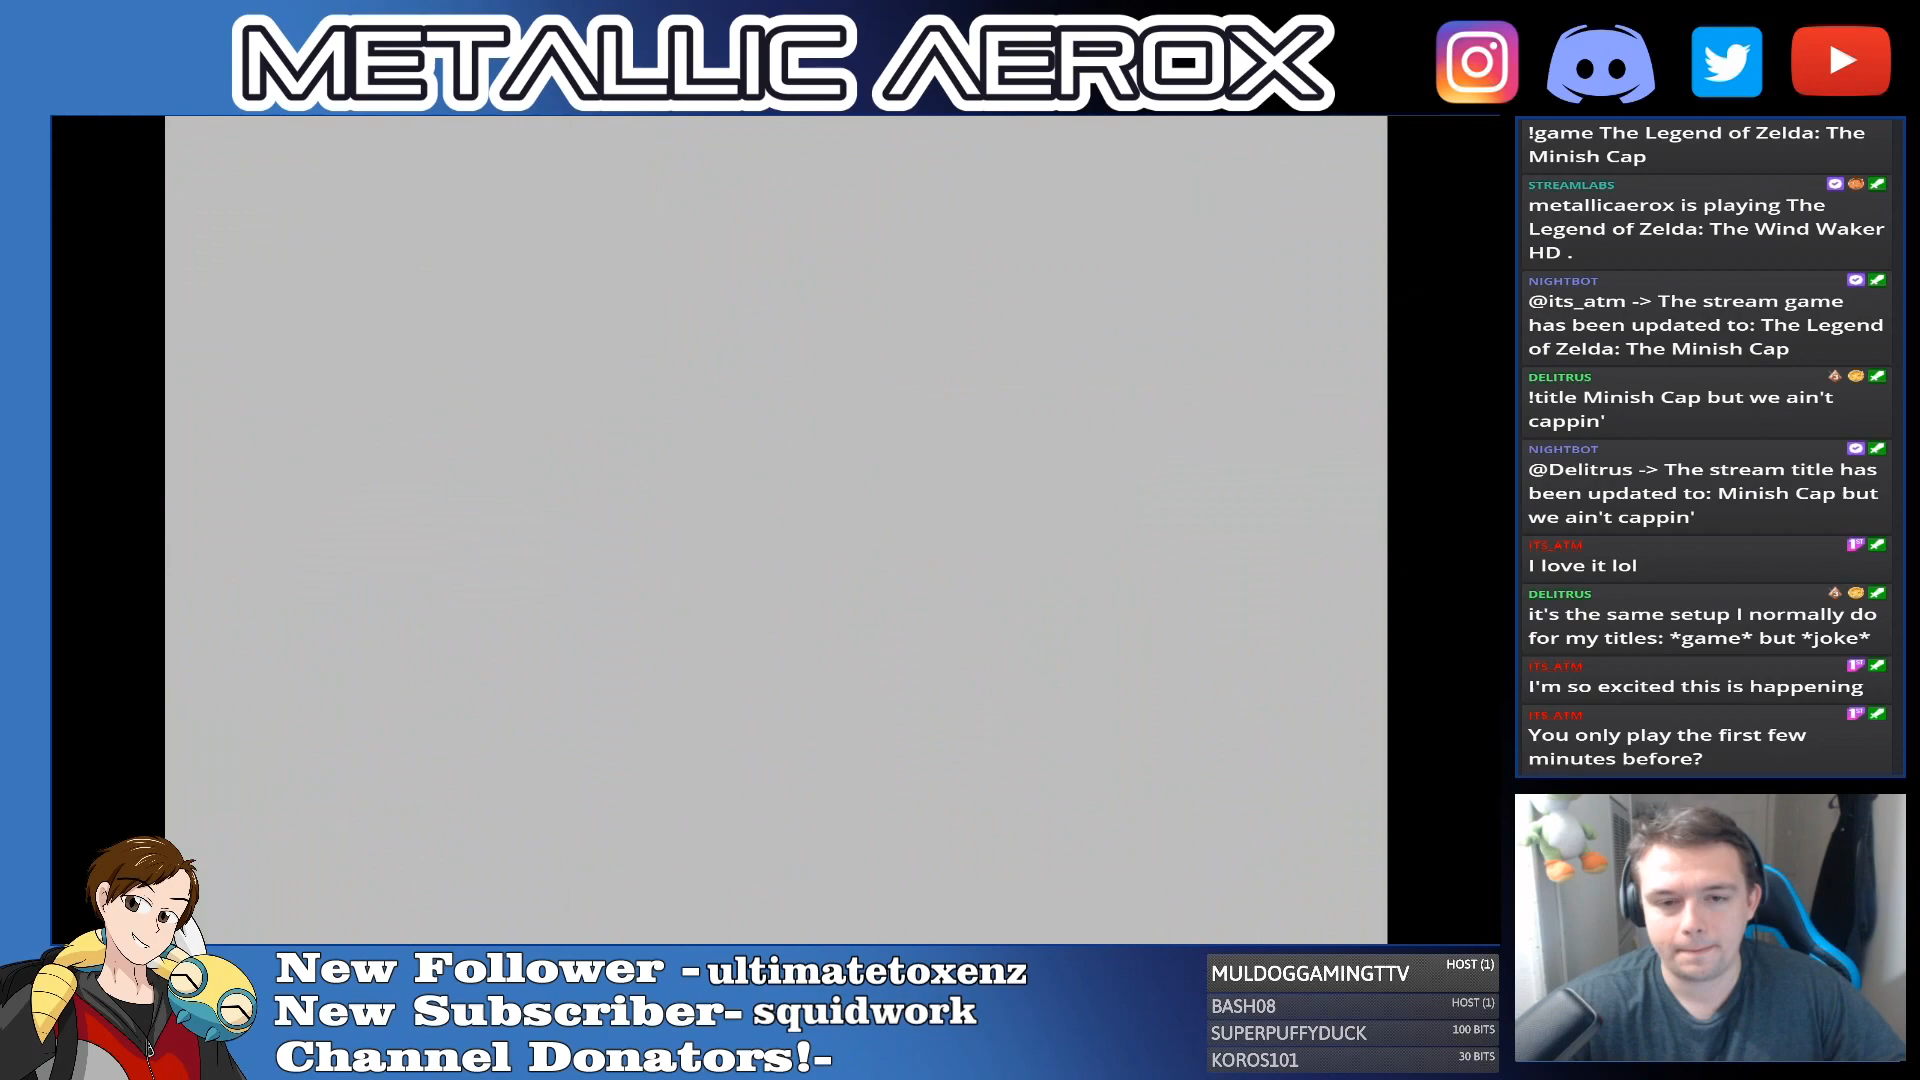 METALLIC AEROX
!game The Legend of Zelda: The
Minish Cap
STREAMLABS
metallicaerox is playing The
Legend of Zelda: The Wind Waker
HD .
NIGHTBOT
@its_atm -> The stream game
has been updated to: The Legend
of Zelda: The Minish Cap
DELITRUS
!title Minish Cap but we ain't
cappin'
NIGHTBOT
@Delitrus -> The stream title has
been updated to: Minish Cap but
we ain't cappin'
ITS_ATM
1ST
I love it lol
DELITRUS
it's the same setup I normally do
for my titles: *game* but *joke*
ITS_ATM
1ST
I'm so excited this is happening
ITS_ATM
1ST
You only play the first few
minutes before?
New Follower - ultimatetoxenz
New Subscriber- squidwork
Channel Donators!-
MULDOGGAMINGTTV HOST (1)
BASH08 HOST (1)
SUPERPUFFYDUCK 100 BITS
KOROS101 30 BITS